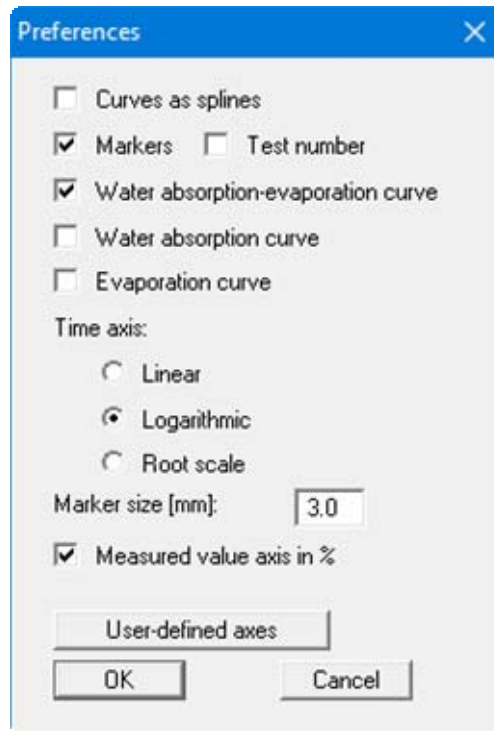 Preferences
Curves as splines
Markers Test number
Water absorption-evaporation curve
Water absorption curve
Evaporation curve
Time axis:
Linear
Logarithmic
Root scale
Marker size [mm]: 3.0
Measured value axis in %
User-defined axes
OK Cancel